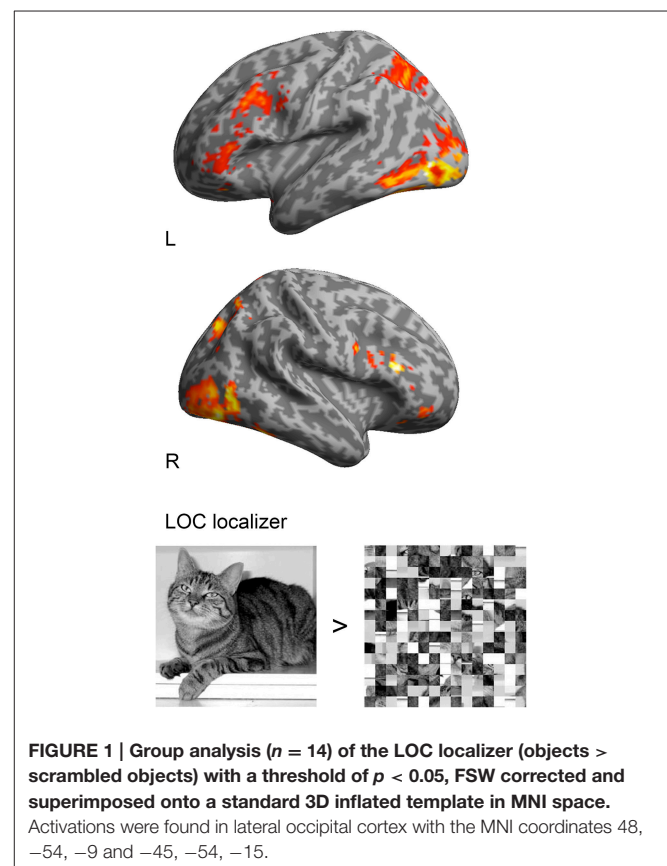 L
R
LOC localizer
>
FIGURE 1 | Group analysis (n = 14) of the LOC localizer (objects >
scrambled objects) with a threshold of p < 0.05, FSW corrected and
superimposed onto a standard 3D inflated template in MNI space.
Activations were found in lateral occipital cortex with the MNI coordinates 48,
−54, −9 and −45, −54, −15.